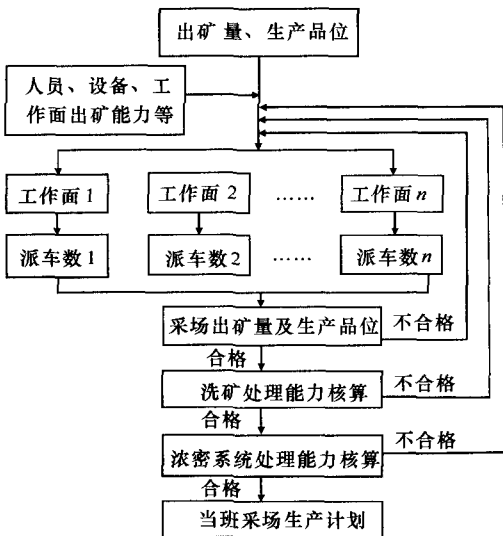 出矿量、生产品位
人员、设备、工
作面出矿能力等
工作面1
工作面2
……
工作面n
派车数1
派车数2
……
派车数n
采场出矿量及生产品位
不合格
合格
洗矿处理能力核算
不合格
合格
浓密系统处理能力核算
不合格
合格
当班采场生产计划